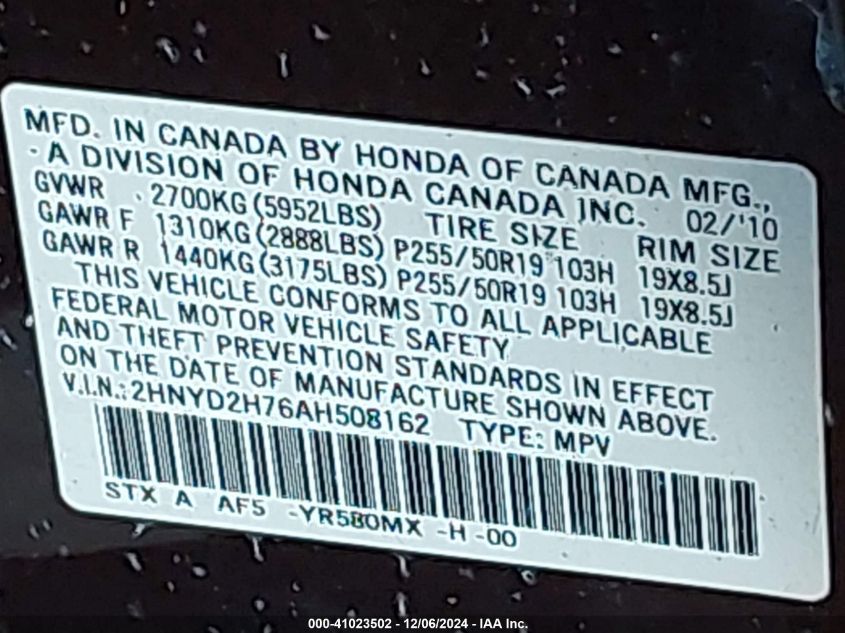 MFD. IN CANADA BY HONDA OF CANADA MFG.,
- A DIVISION OF HONDA CANADA INC. 02/'10
GVWR 2700KG(5952LBS) TIRE SIZE RIM SIZE
GAWR F 1310KG(2888LBS) P255/50R19 103H 19X8.5J
GAWR R 1440KG(3175LBS) P255/50R19 103H 19X8.5J
THIS VEHICLE CONFORMS TO ALL APPLICABLE
FEDERAL MOTOR VEHICLE SAFETY
AND THEFT PREVENTION STANDARDS IN EFFECT
ON THE DATE OF MANUFACTURE SHOWN ABOVE.
V.I.N.: 2HNYD2H76AH508162 TYPE: MPV
STX A AF5 -YR580MX -H -00
000-41023502 - 12/06/2024 - IAA Inc.